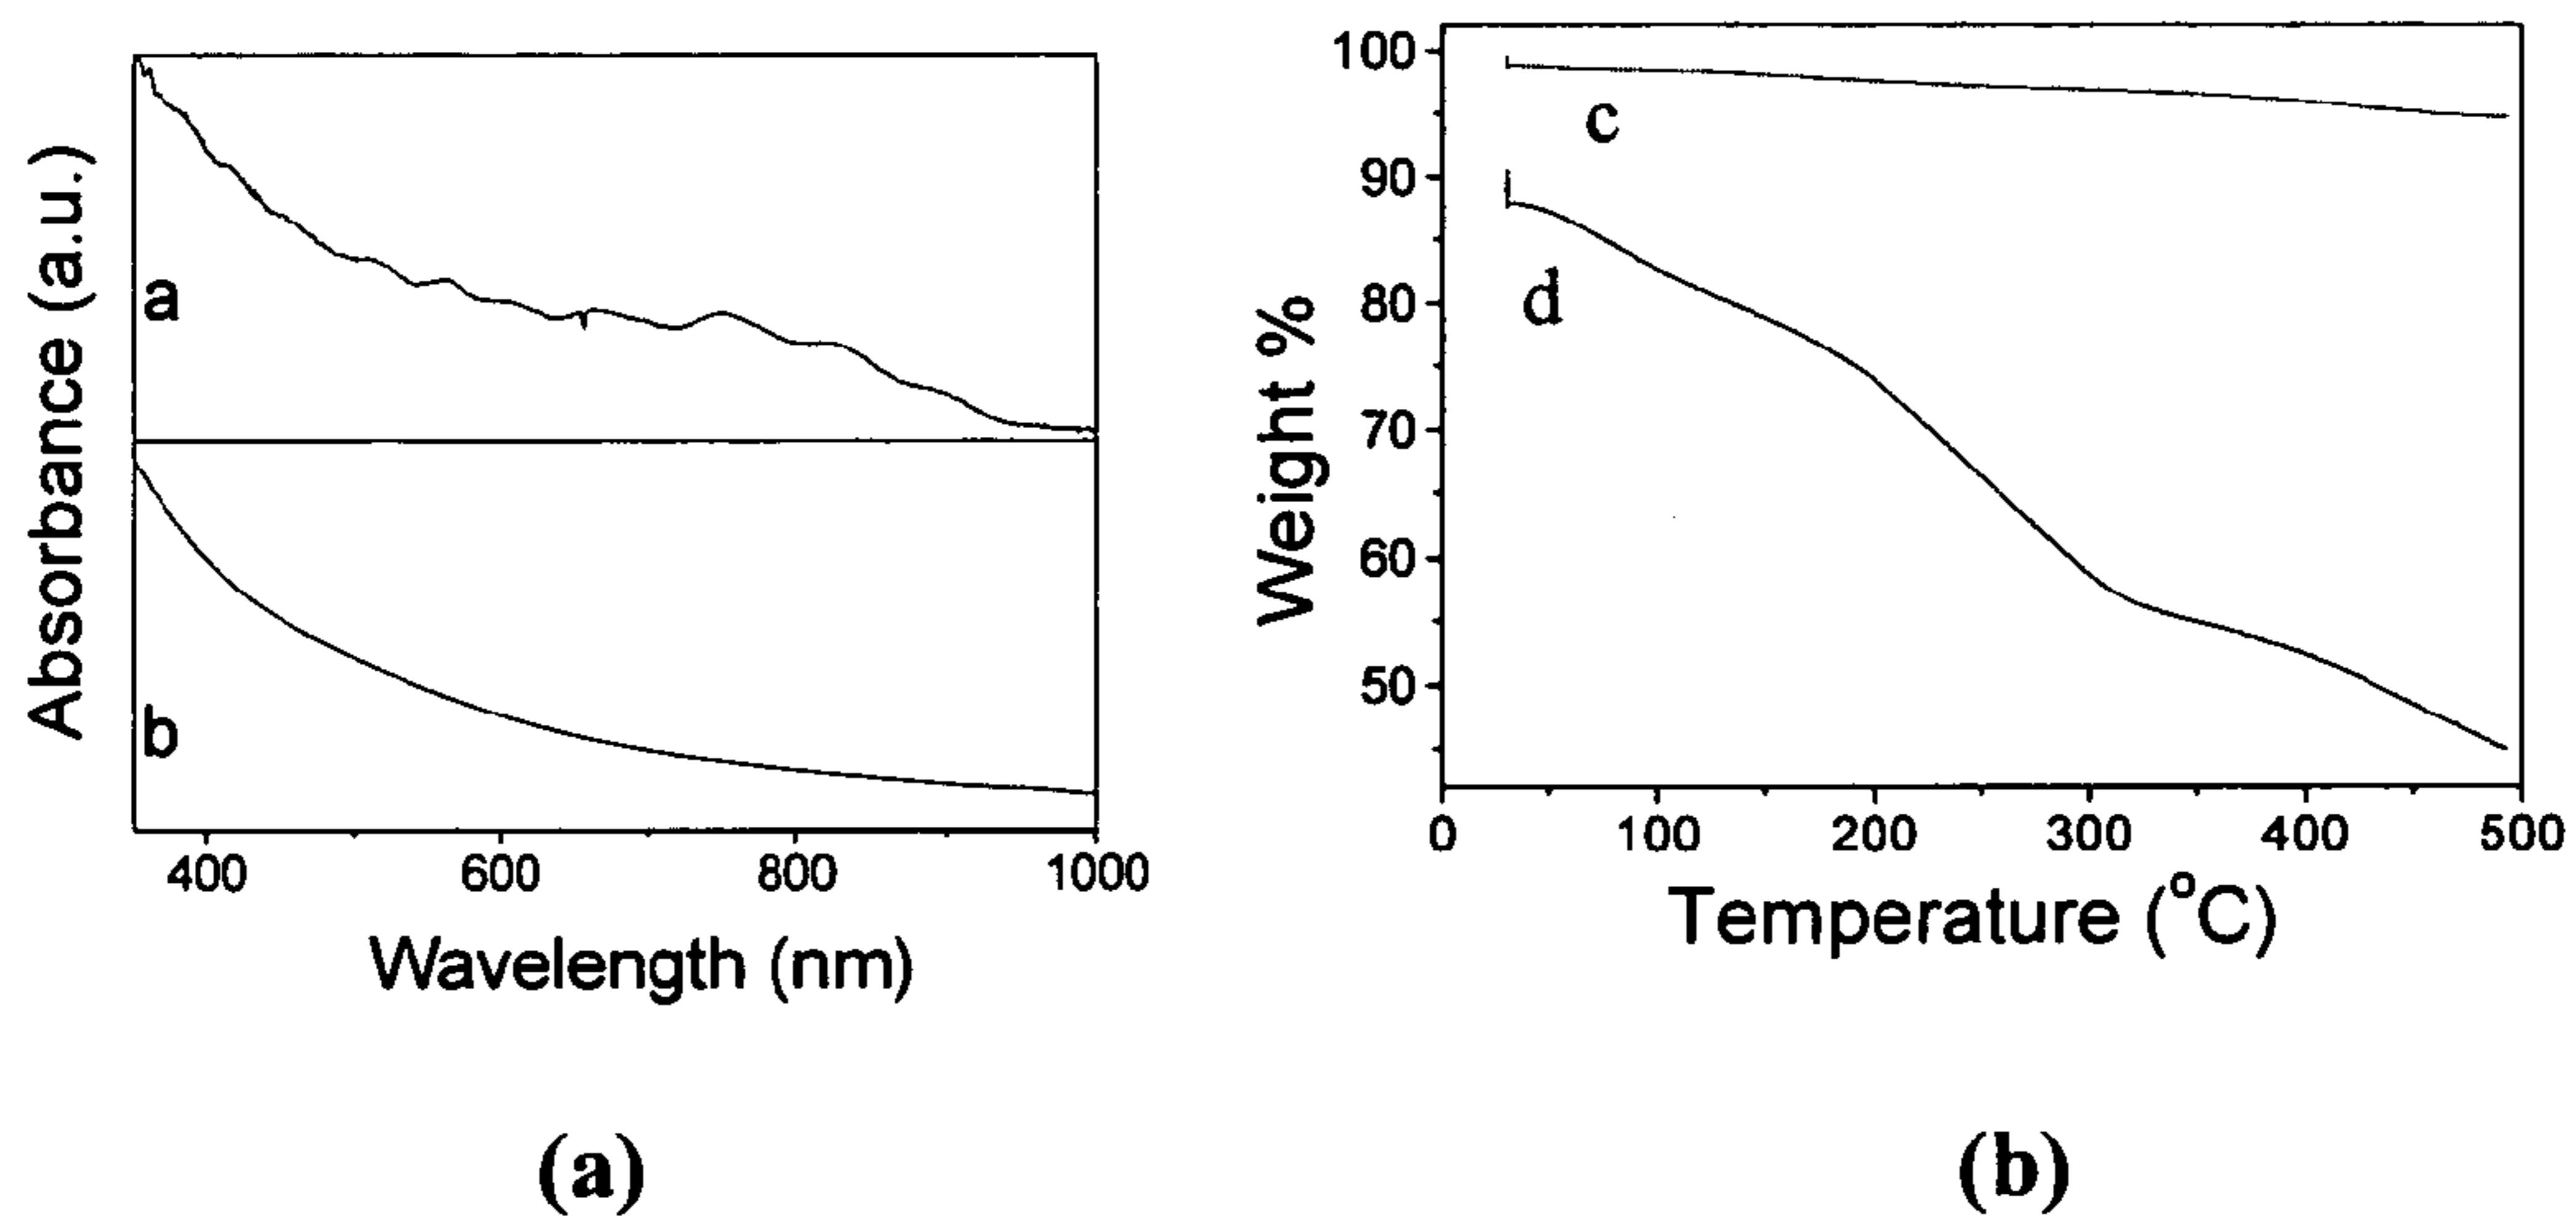 Absorbance (a.u.)
a
b
400 600 800 1000
Wavelength (nm)
(a)
Weight %
100
90
80
70
60
50
c
d
0 100 200 300 400 500
Temperature (°C)
(b)